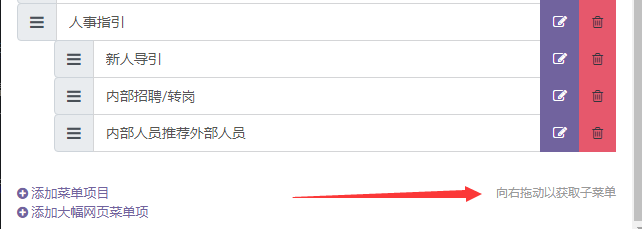 人事指引
新人导引
内部招聘/转岗
内部人员推荐外部人员
添加菜单项目
向右拖动以获取子菜单
添加大幅网页菜单项